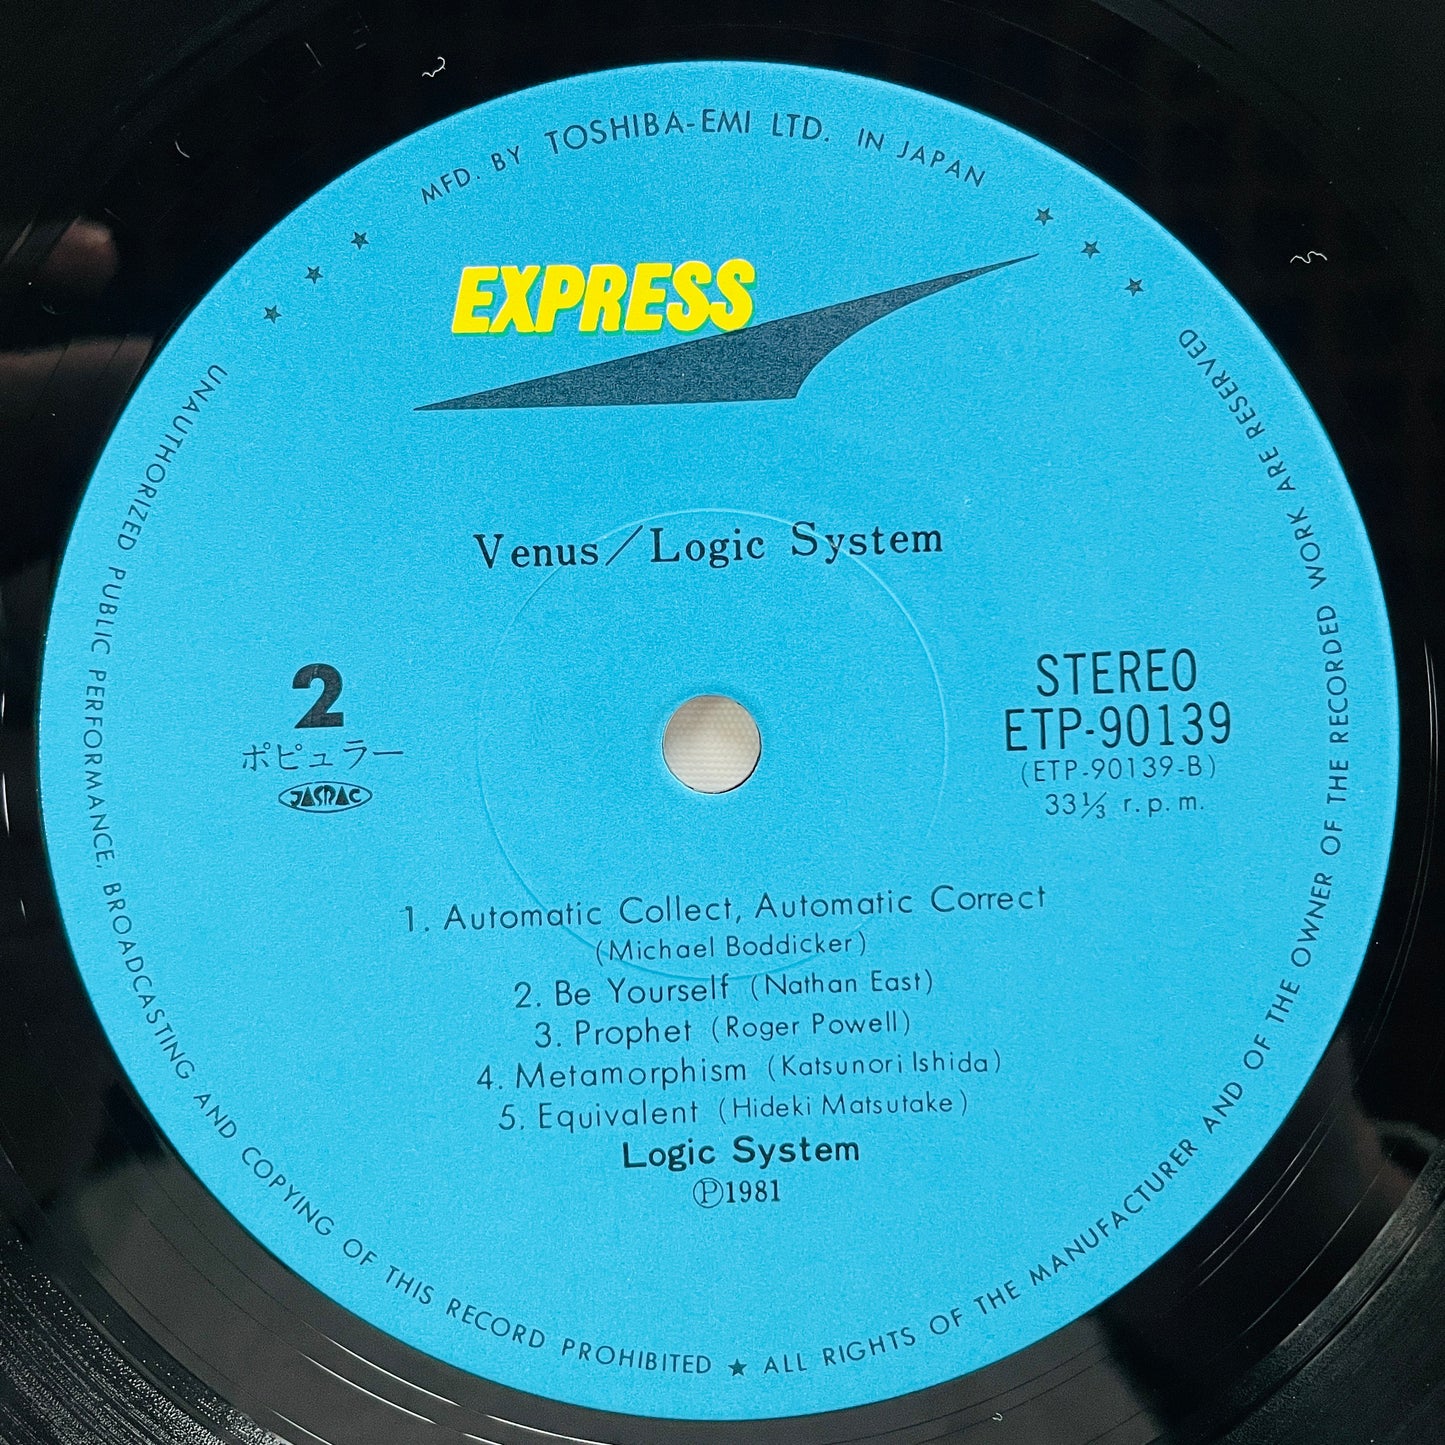 MFD. BY TOSHIBA-EMI LTD. IN JAPAN
EXPRESS
Venus/Logic System
2
ポピュラー
JASRAC
STEREO
ETP-90139
(ETP-90139-B)
33⅓ r.p.m.
1. Automatic Collect, Automatic Correct
(Michael Boddicker)
2. Be Yourself (Nathan East)
3. Prophet (Roger Powell)
4. Metamorphism (Katsunori Ishida)
5. Equivalent (Hideki Matsutake)
Logic System
Ⓟ1981
UNAUTHORIZED PUBLIC PERFORMANCE, BROADCASTING AND COPYING OF THIS RECORD PROHIBITED ★ ALL RIGHTS OF THE MANUFACTURER AND OF THE OWNER OF THE RECORDED WORK ARE RESERVED